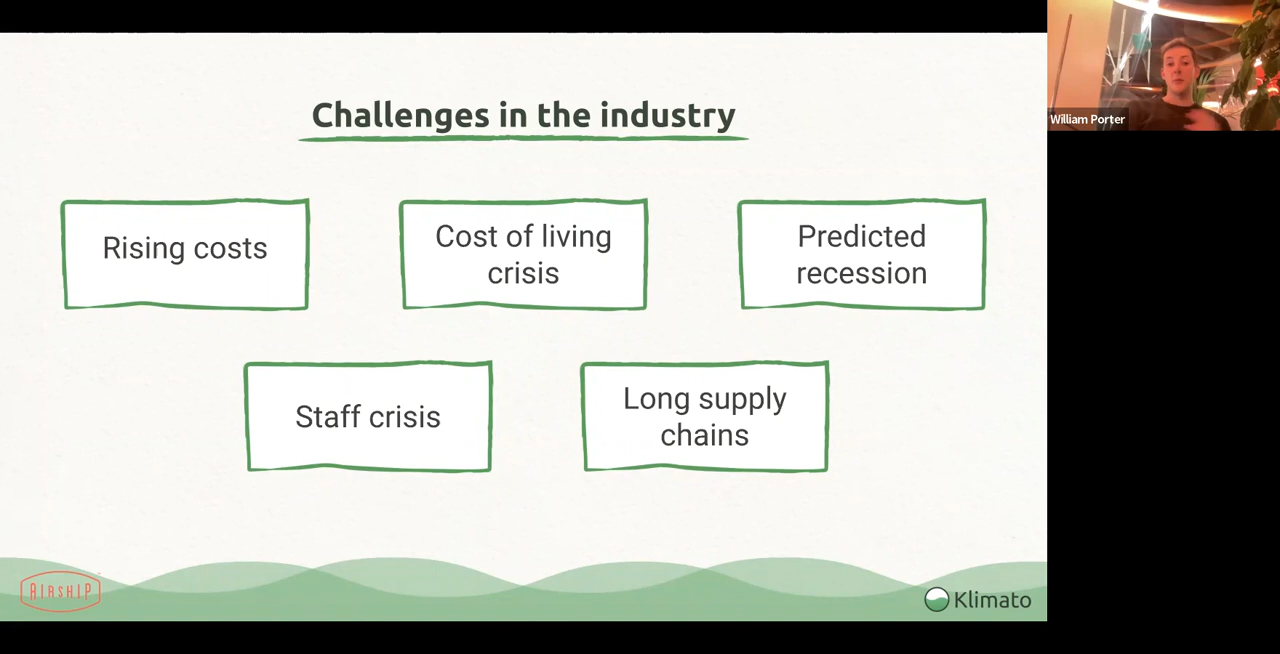 Challenges in the industry
Rising costs
Cost of living
crisis
Predicted
recession
Staff crisis
Long supply
chains
AIRSHIP
Klimato
William Porter